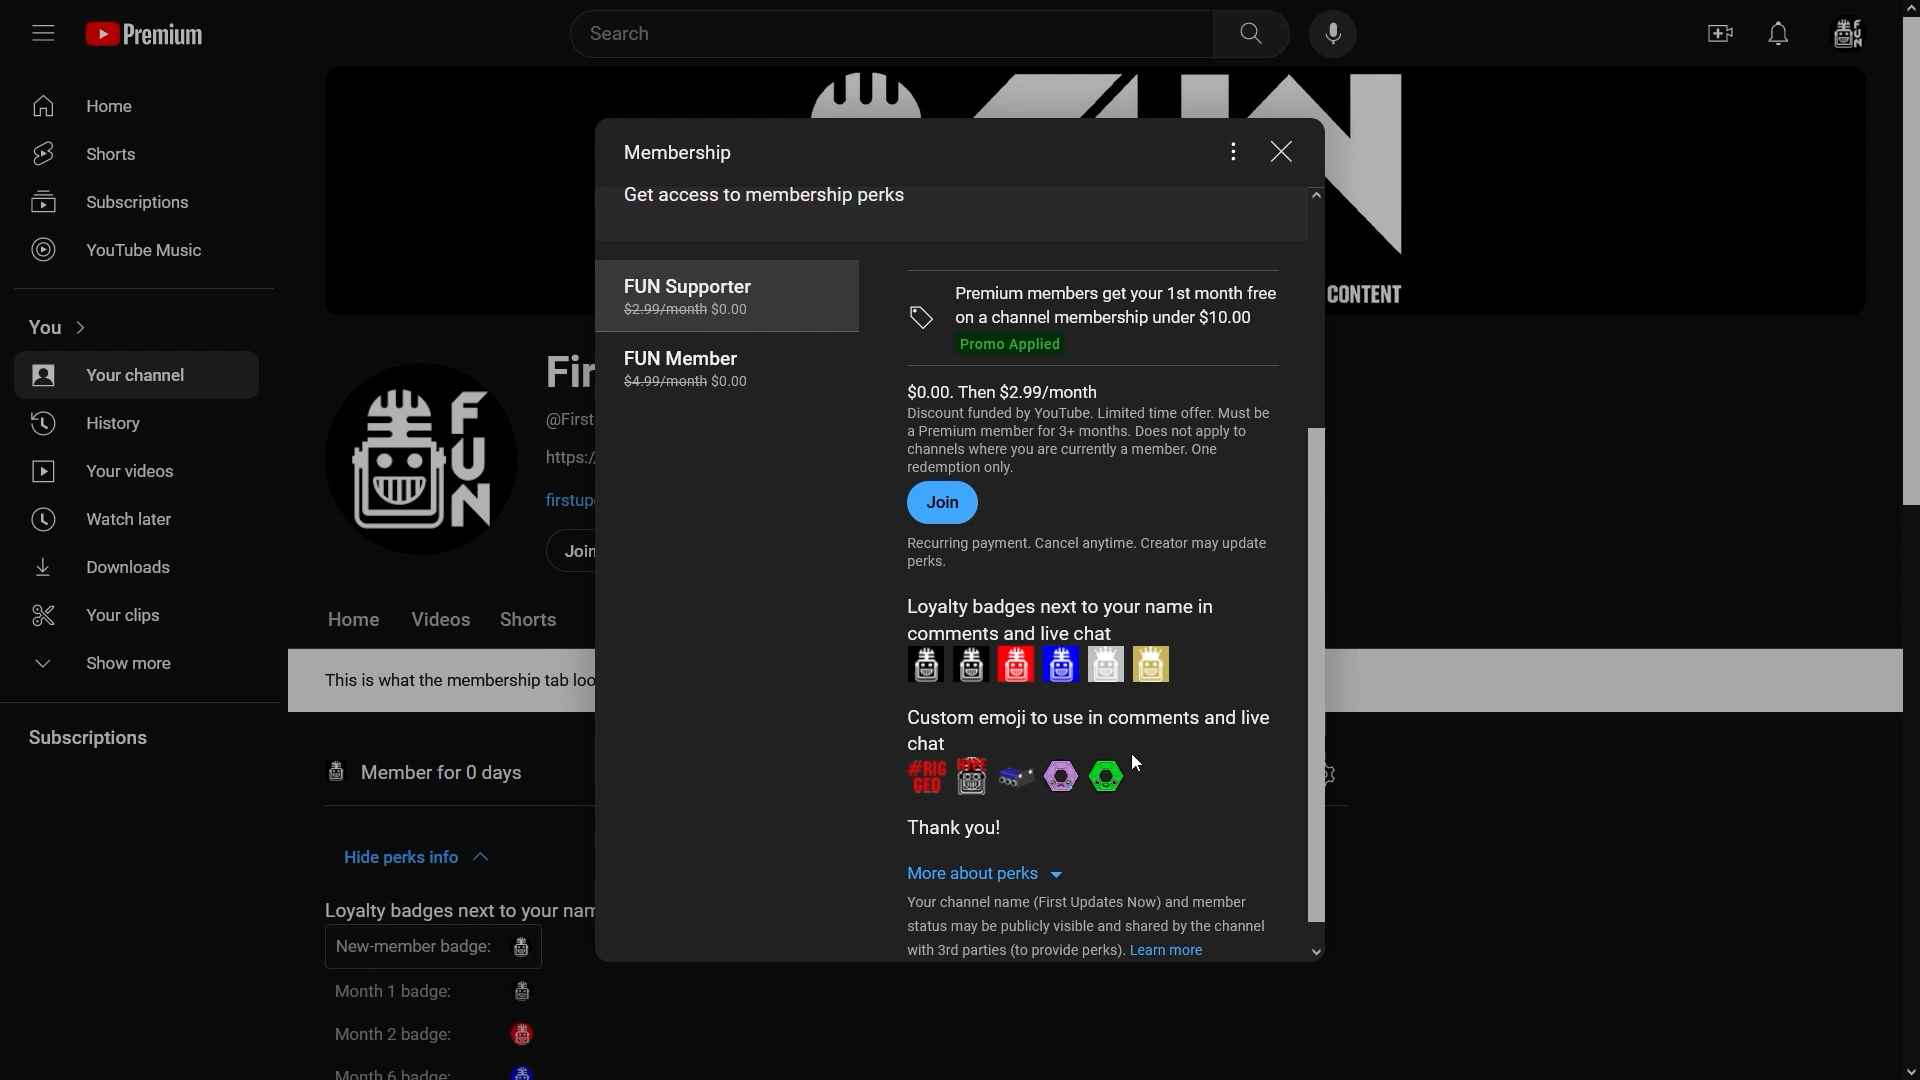 Premium
Search
FUN
Home
Shorts
Subscriptions
YouTube Music
You
Your channel
History
Your videos
Watch later
Downloads
Your clips
Show more
Subscriptions
CONTENT
FUN
Fir
@First
https:/
firstup
Join
Home Videos Shorts
This is what the membership tab loo
Member for 0 days
Hide perks info
Loyalty badges next to your nam
New-member badge:
Month 1 badge:
Month 2 badge:
Month 6 badge:
Membership
Get access to membership perks
FUN Supporter
$2.99/month $0.00
FUN Member
$4.99/month $0.00
Premium members get your 1st month free
on a channel membership under $10.00
Promo Applied
$0.00. Then $2.99/month
Discount funded by YouTube. Limited time offer. Must be
a Premium member for 3+ months. Does not apply to
channels where you are currently a member. One
redemption only.
Join
Recurring payment. Cancel anytime. Creator may update
perks.
Loyalty badges next to your name in
comments and live chat
Custom emoji to use in comments and live
chat
#RIG
GED
HYPE
Thank you!
More about perks
Your channel name (First Updates Now) and member
status may be publicly visible and shared by the channel
with 3rd parties (to provide perks). Learn more